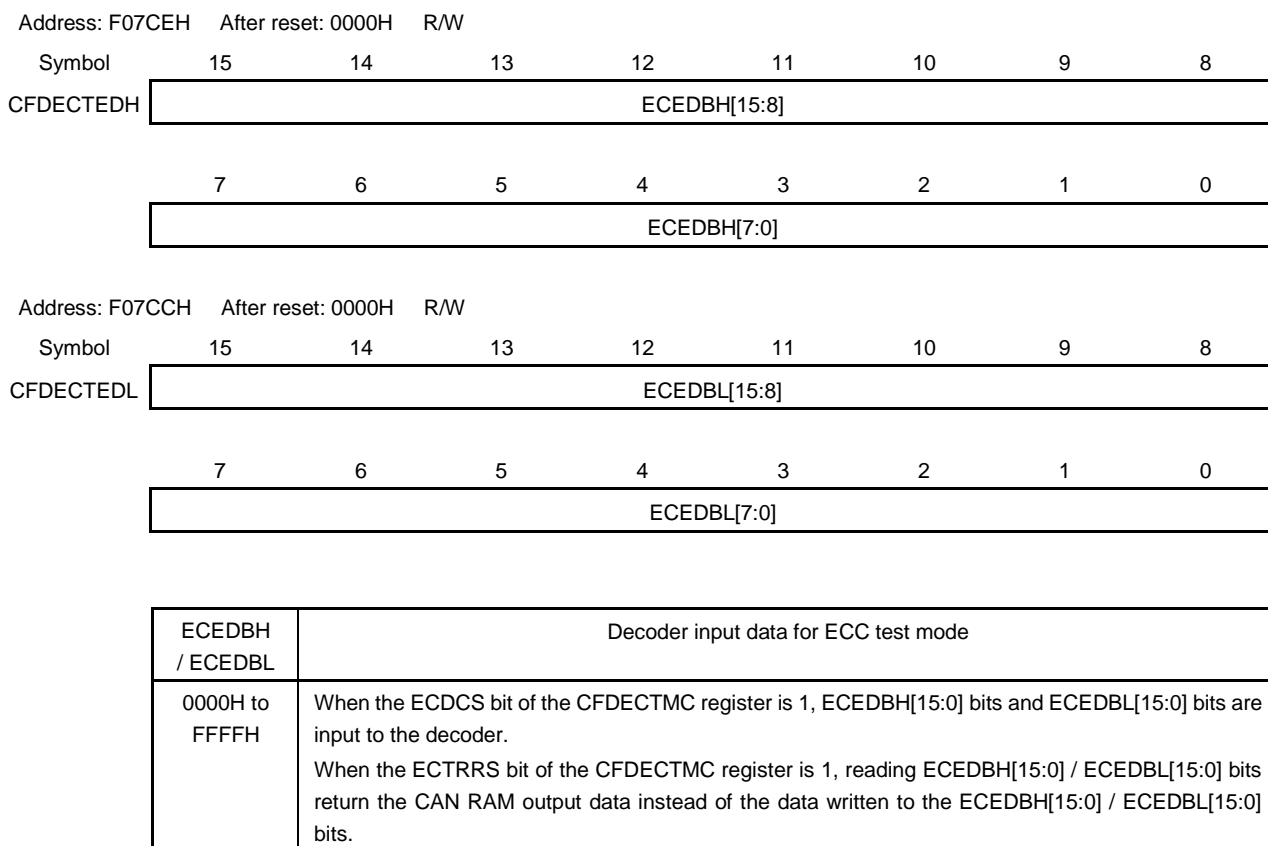 Address: F07CEH After reset: 0000H R/W
Symbol 15 14 13 12 11 10 9 8
CFDECTEDH ECEDBH[15:8]
7 6 5 4 3 2 1 0
ECEDBH[7:0]
Address: F07CCH After reset: 0000H R/W
Symbol 15 14 13 12 11 10 9 8
CFDECTEDL ECEDBL[15:8]
7 6 5 4 3 2 1 0
ECEDBL[7:0]
ECEDBH
/ ECEDBL
Decoder input data for ECC test mode
0000H to
FFFFH
When the ECDCS bit of the CFDECTMC register is 1, ECEDBH[15:0] bits and ECEDBL[15:0] bits are
input to the decoder.
When the ECTRRS bit of the CFDECTMC register is 1, reading ECEDBH[15:0] / ECEDBL[15:0] bits
return the CAN RAM output data instead of the data written to the ECEDBH[15:0] / ECEDBL[15:0]
bits.